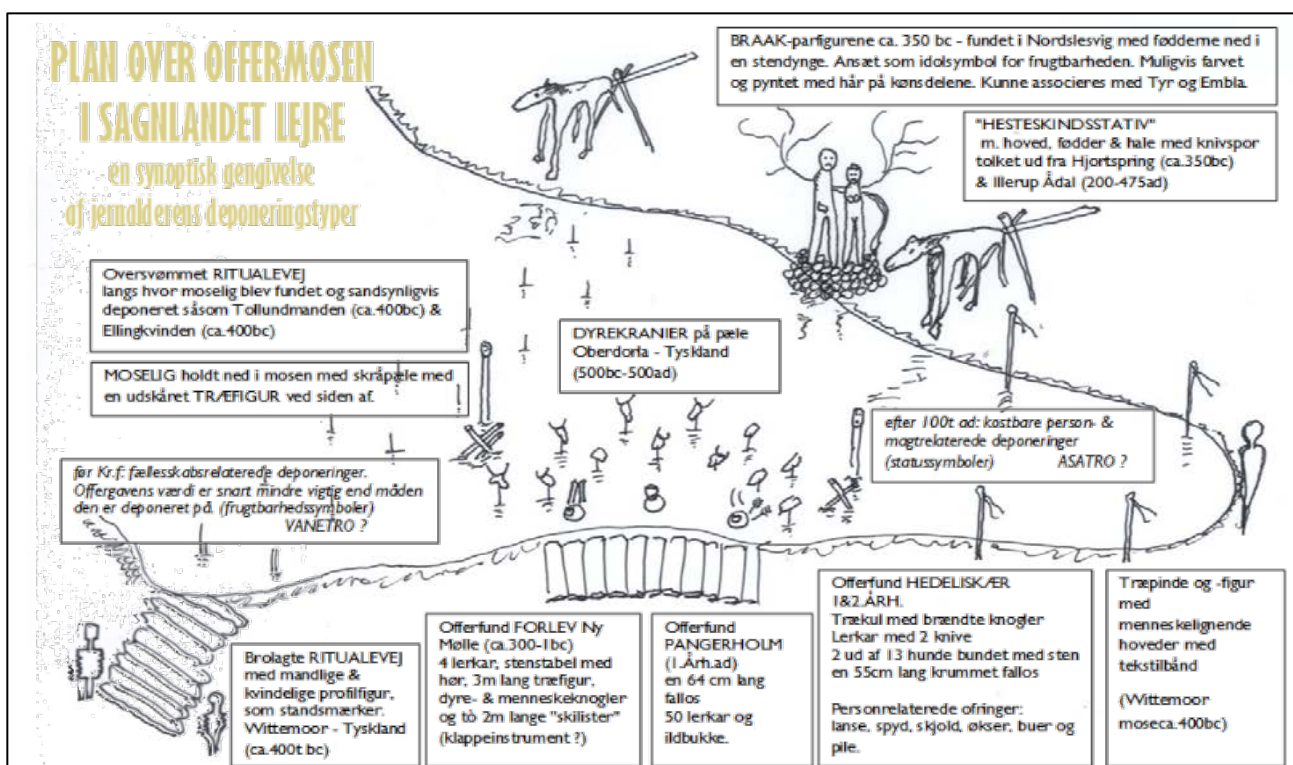 PLAN OVER OFFERMOSEN
I SAGNLANDET LEJRE
en synoptisk gengivelse
af jernalderens deponeringstyper
BRAAK-parfigurene ca. 350 bc - fundet i Nordslesvig med fødderne ned i
en stendynge. Ansæt som idolsymbol for frugtbarheden. Muligvis farvet
og pyntet med hår på kønsdelene. Kunne associeres med Tyr og Embla.
"HESTESKINDSSTATIV"
m. hoved, fødder & hale med knivspor
tolket ud fra Hjortspring (ca.350bc)
& Illerup Ådal (200-475ad)
Oversvømmet RITUALEVEJ
langs hvor moselig blev fundet og sandsynligvis
deponeret såsom Tollundmanden (ca.400bc) &
Ellingkvinden (ca.400bc)
MOSELIG holdt ned i mosen med skråpæle med
en udskåret TRÆFIGUR ved siden af.
DYREKRANIER på pæle
Oberdorla - Tyskland
(500bc-500ad)
efter 100t ad: kostbare person- &
magtrelaterede deponeringer
(statussymboler) ASATRO ?
før Kr.f: fællesskabsrelaterede deponeringer.
Offergavens værdi er snart mindre vigtig end måden
den er deponeret på. (frugtbarhedssymboler)
VANETRO ?
Brolagte RITUALEVEJ
med mandlige &
kvindelige profilfigur,
som standsmærker.
Wittemoor - Tyskland
(ca.400t bc)
Offerfund FORLEV Ny
Mølle (ca.300-1bc)
4 lerkar, stenstabel med
hør, 3m lang træfigur,
dyre- & menneskeknogler
og tò 2m lange "skilister"
(klappeinstrument ?)
Offerfund
PANGERHOLM
(1.Årh.ad)
en 64 cm lang
fallos
50 lerkar og
ildbukke.
Offerfund HEDELISKÆR
1&2.ÅRH.
Trækul med brændte knogler
Lerkar med 2 knive
2 ud af 13 hunde bundet med sten
en 55cm lang krummet fallos
Personrelaterede ofringer:
lanse, spyd, skjold, økser, buer og
pile.
Træpinde og -figur
med
menneskelignende
hoveder med
tekstilbånd
(Wittemoor
moseca.400bc)